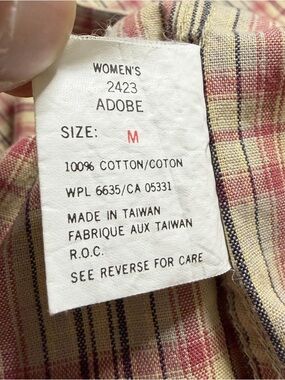 WOMEN'S
2423
ADOBE
SIZE: M
100% COTTON/COTON
WPL 6635/CA 05331
MADE IN TAIWAN
FABRIQUE AUX TAIWAN
R.O.C.
SEE REVERSE FOR CARE